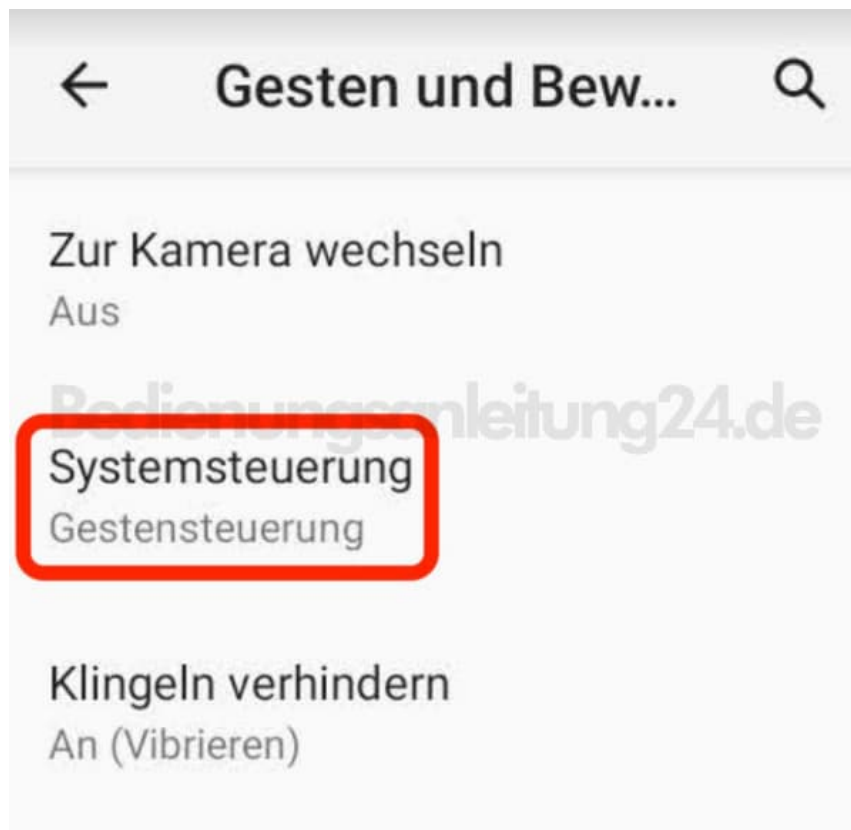 Gesten und Bew...
Zur Kamera wechseln
Aus
Bedienungsanleitung24.de
Systemsteuerung
Gestensteuerung
Klingeln verhindern
An (Vibrieren)